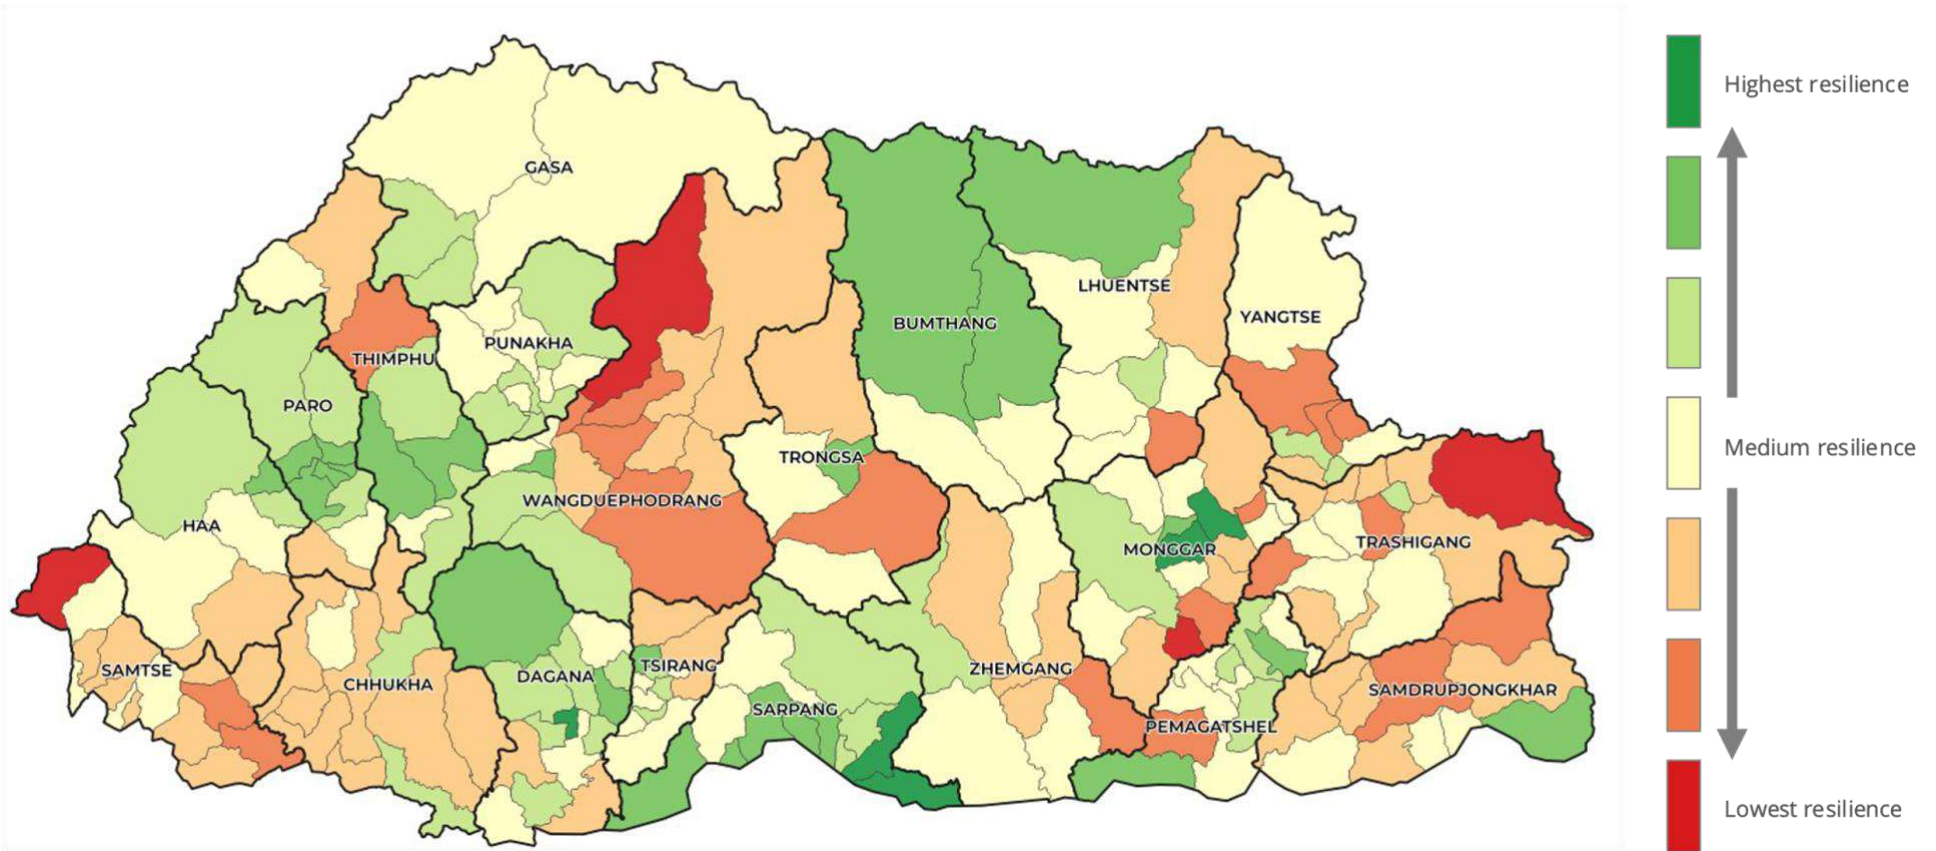 GASA
LHUENTSE
YANGTSE
BUMTHANG
PUNAKHA
THIMPHU
PARO
TRONGSA
WANGDUEPHODRANG
HAA
TRASHIGANG
MONGGAR
SAMTSE
CHHUKHA
DAGANA
TSIRANG
ZHEMGANG
SAMDRUPJONGKHAR
SARPANG
PEMAGATSHEL
Highest resilience
Medium resilience
Lowest resilience